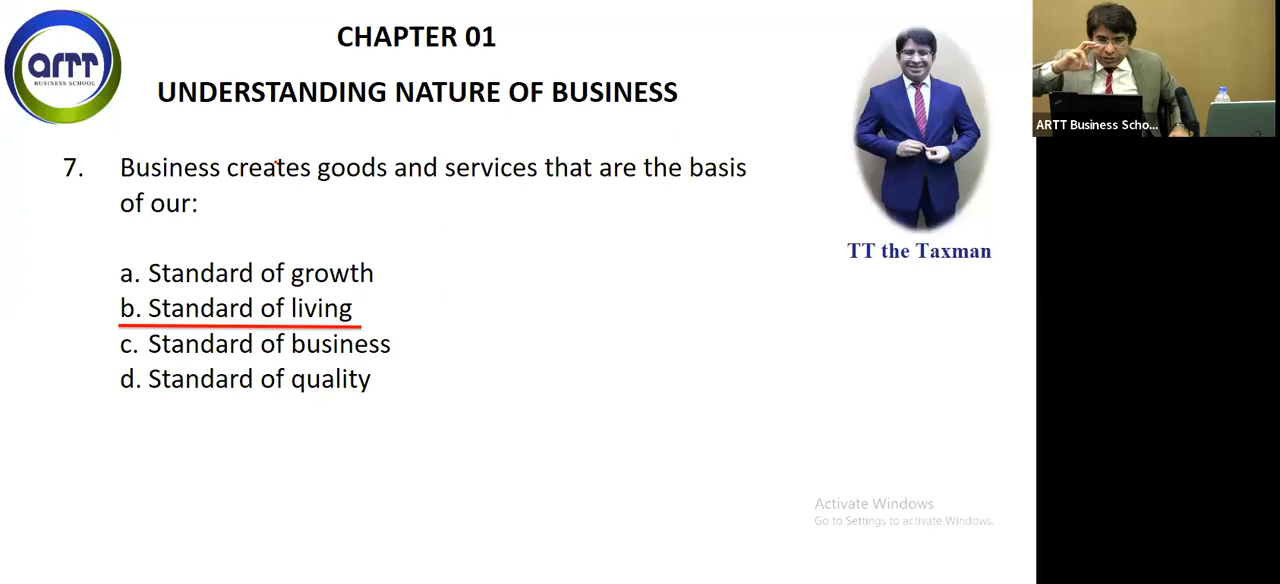 ARTT
BUSINESS SCHOOL
CHAPTER 01
UNDERSTANDING NATURE OF BUSINESS
7. Business creates goods and services that are the basis
of our:
a. Standard of growth
b. Standard of living
c. Standard of business
d. Standard of quality
TT the Taxman
ARTT Business Scho...
Activate Windows
Go to Settings to activate Windows.